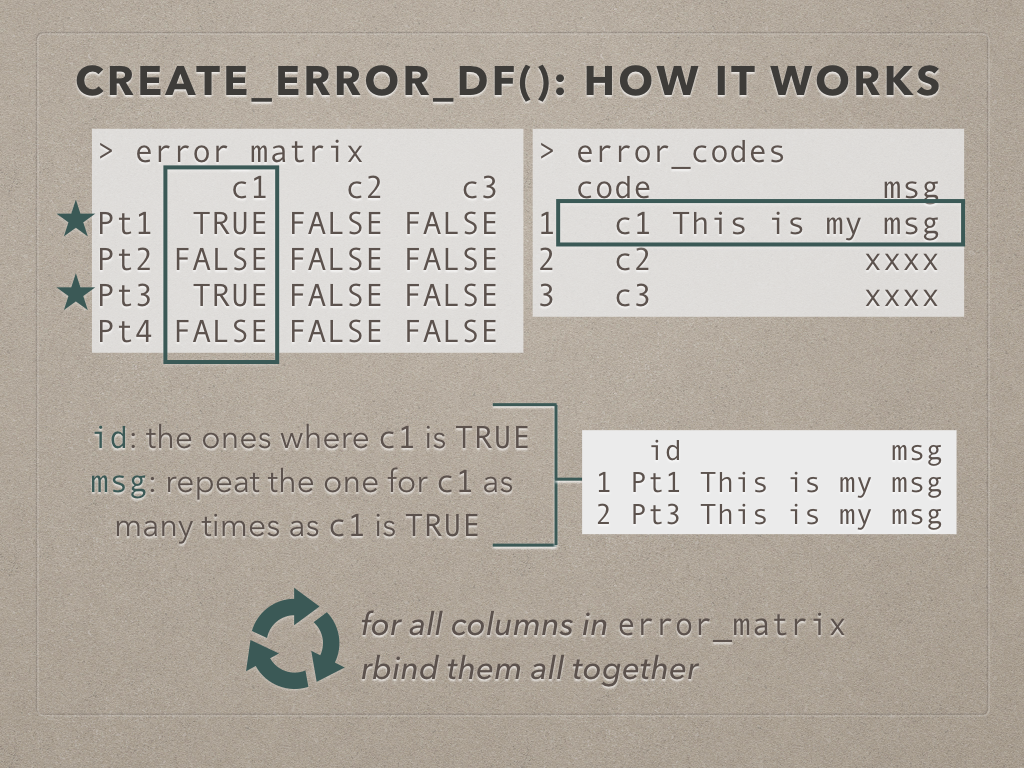 CREATE_ERROR_DF(): HOW IT WORKS
> error_matrix
c1 c2 c3
Pt1 TRUE FALSE FALSE
Pt2 FALSE FALSE FALSE
Pt3 TRUE FALSE FALSE
Pt4 FALSE FALSE FALSE
> error_codes
code msg
1 c1 This is my msg
2 c2 xxxx
3 c3 xxxx
id: the ones where c1 is TRUE
msg: repeat the one for c1 as
many times as c1 is TRUE
id msg
1 Pt1 This is my msg
2 Pt3 This is my msg
for all columns in error_matrix
rbind them all together